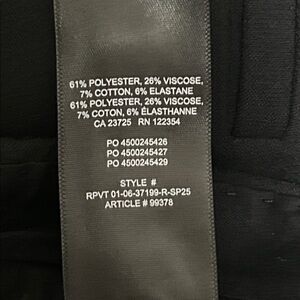 61% POLYESTER, 26% VISCOSE,
7% COTTON, 6% ELASTANE
61% POLYESTER, 26% VISCOSE,
7% COTON, 6% ÉLASTHANNE
CA 23725 RN 122354
PO 4500245426
PO 4500245427
PO 4500245429
STYLE #
RPVT 01-06-37199-R-SP25
ARTICLE # 99378